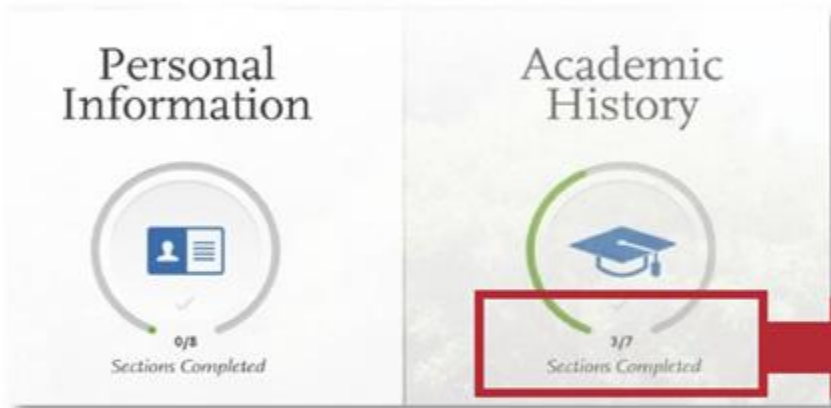 Personal
Information
0/8
Sections Completed
Academic
History
3/7
Sections Completed